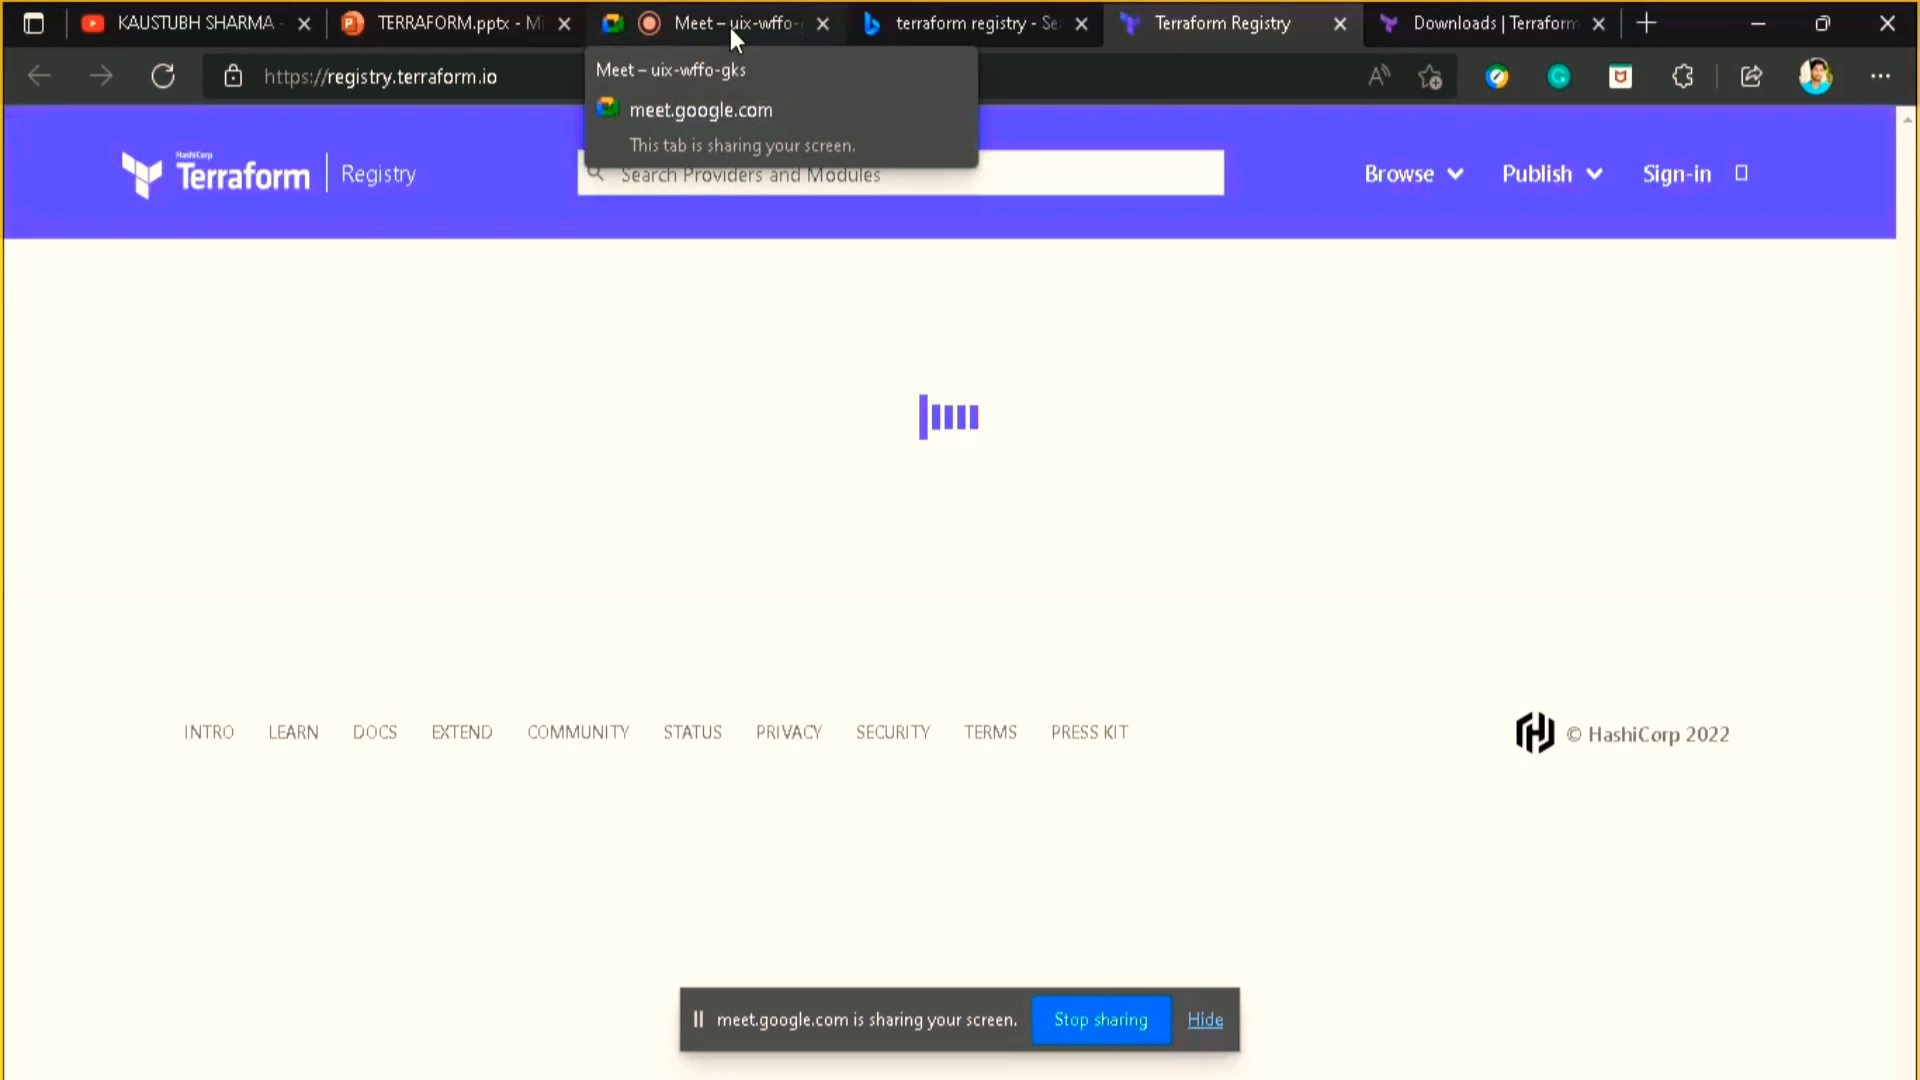 KAUSTUBH SHARMA -
TERRAFORM.pptx - Mi
Meet – uix-wffo-
terraform registry - Se
Terraform Registry
Downloads | Terraform
https://registry.terraform.io
Meet – uix-wffo-gks
meet.google.com
This tab is sharing your screen.
HashiCorp
Terraform
Registry
Search Providers and Modules
Browse
Publish
Sign-in
INTRO
LEARN
DOCS
EXTEND
COMMUNITY
STATUS
PRIVACY
SECURITY
TERMS
PRESS KIT
© HashiCorp 2022
meet.google.com is sharing your screen.
Stop sharing
Hide